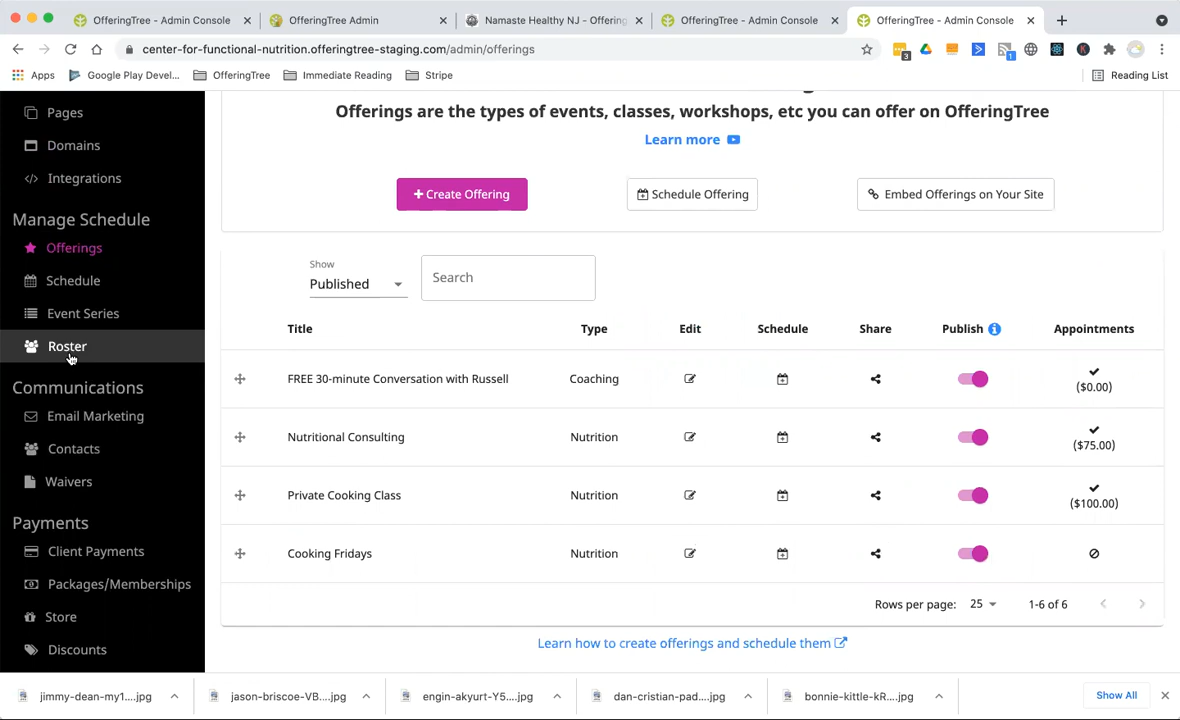 OfferingTree - Admin Console
OfferingTree Admin
Namaste Healthy NJ - Offering
OfferingTree - Admin Console
OfferingTree - Admin Console
center-for-functional-nutrition.offeringtree-staging.com/admin/offerings
3
1
K
Apps
Google Play Devel...
OfferingTree
Immediate Reading
Stripe
Reading List
Pages
Domains
Integrations
Manage Schedule
Offerings
Schedule
Event Series
Roster
Communications
Email Marketing
Contacts
Waivers
Payments
Client Payments
Packages/Memberships
Store
Discounts
Offerings are the types of events, classes, workshops, etc you can offer on OfferingTree
Learn more
+ Create Offering
Schedule Offering
Embed Offerings on Your Site
Show
Published
Search
Title Type Edit Schedule Share Publish Appointments
FREE 30-minute Conversation with Russell Coaching ($0.00)
Nutritional Consulting Nutrition ($75.00)
Private Cooking Class Nutrition ($100.00)
Cooking Fridays Nutrition
Rows per page: 25 1-6 of 6
Learn how to create offerings and schedule them
jimmy-dean-my1....jpg
jason-briscoe-VB....jpg
engin-akyurt-Y5....jpg
dan-cristian-pad....jpg
bonnie-kittle-kR....jpg
Show All